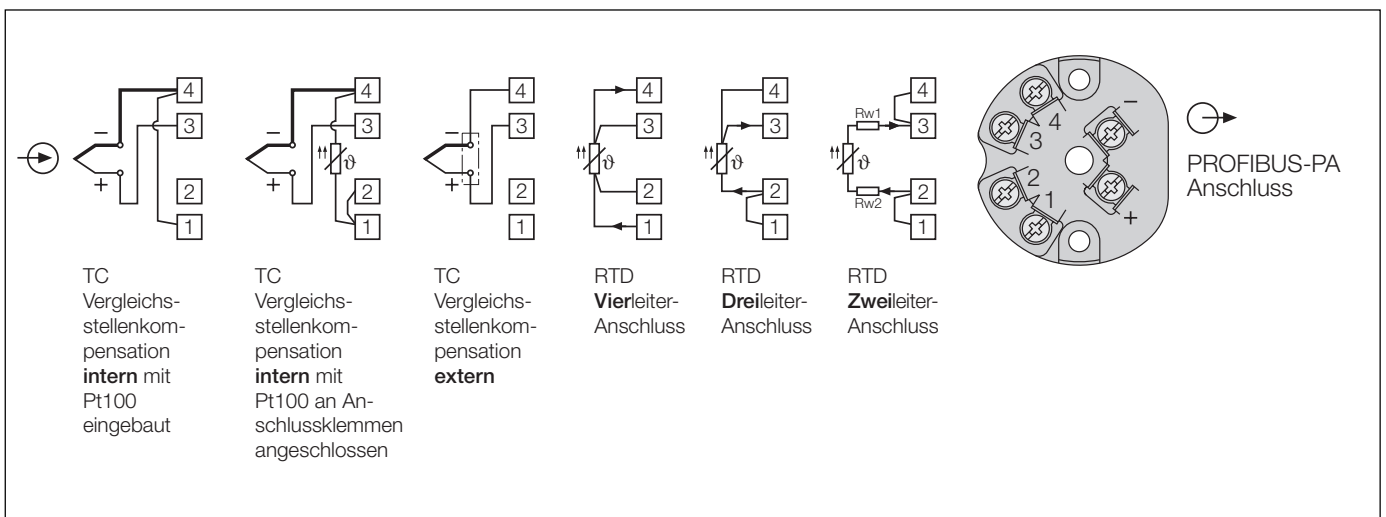 4
3
2
1
−
+
4
3
2
1
−
+
ϑ
4
3
2
1
−
+
4
3
2
1
ϑ
4
3
2
1
ϑ
4
3
2
1
Rw1
Rw2
ϑ
4
3
2
1
−
+
PROFIBUS-PA
Anschluss
TC
Vergleichs-
stellenkom-
pensation
intern mit
Pt100
eingebaut
TC
Vergleichs-
stellenkom-
pensation
intern mit
Pt100 an An-
schlussklemmen
angeschlossen
TC
Vergleichs-
stellenkom-
pensation
extern
RTD
Vierleiter-
Anschluss
RTD
Dreileiter-
Anschluss
RTD
Zweileiter-
Anschluss